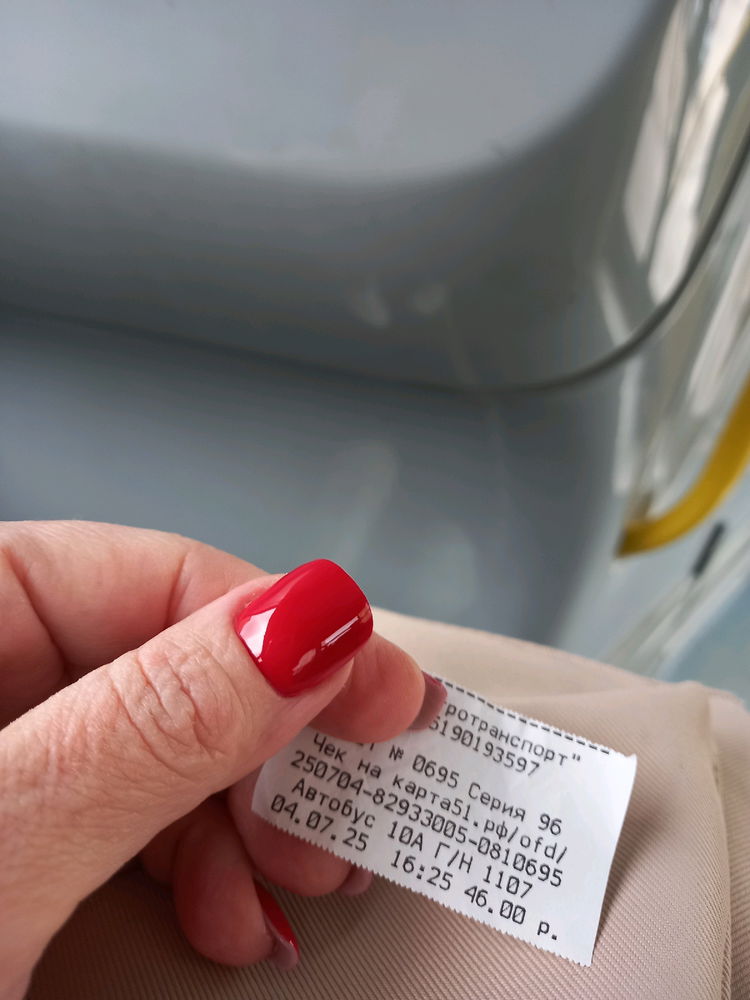 ротранспорт"
5190193597
№ 0695 Серия 96
Чек на карта51.рф/ofd/
250704-82933005-0810695
Автобус 10А Г/Н 1107
04.07.25 16:25 46.00 р.